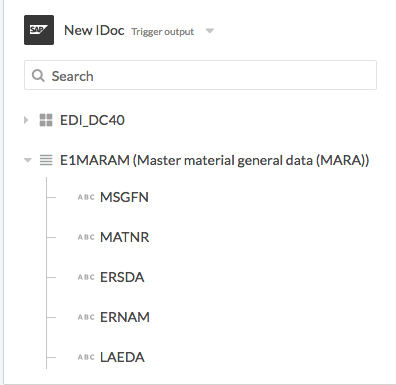 SAP New IDoc Trigger output
Search
EDI_DC40
E1MARAM (Master material general data (MARA))
ABC MSGFN
ABC MATNR
ABC ERSDA
ABC ERNAM
ABC LAEDA